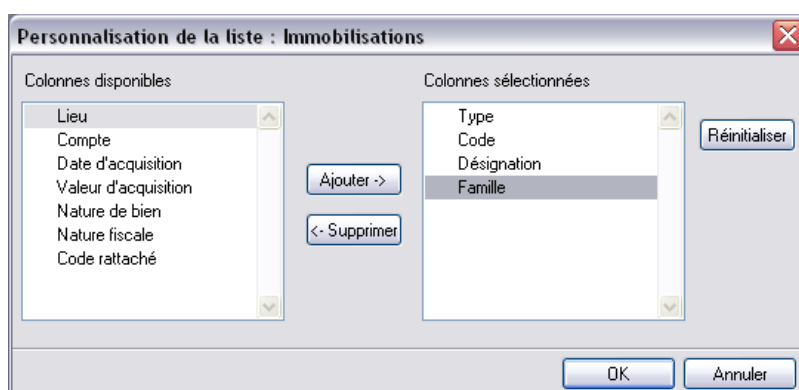 Personnalisation de la liste : Immobilisations
Colonnes disponibles
Colonnes sélectionnées
Lieu
Compte
Date d'acquisition
Valeur d'acquisition
Nature de bien
Nature fiscale
Code rattaché
Ajouter ->
<- Supprimer
Type
Code
Désignation
Famille
Réinitialiser
OK
Annuler